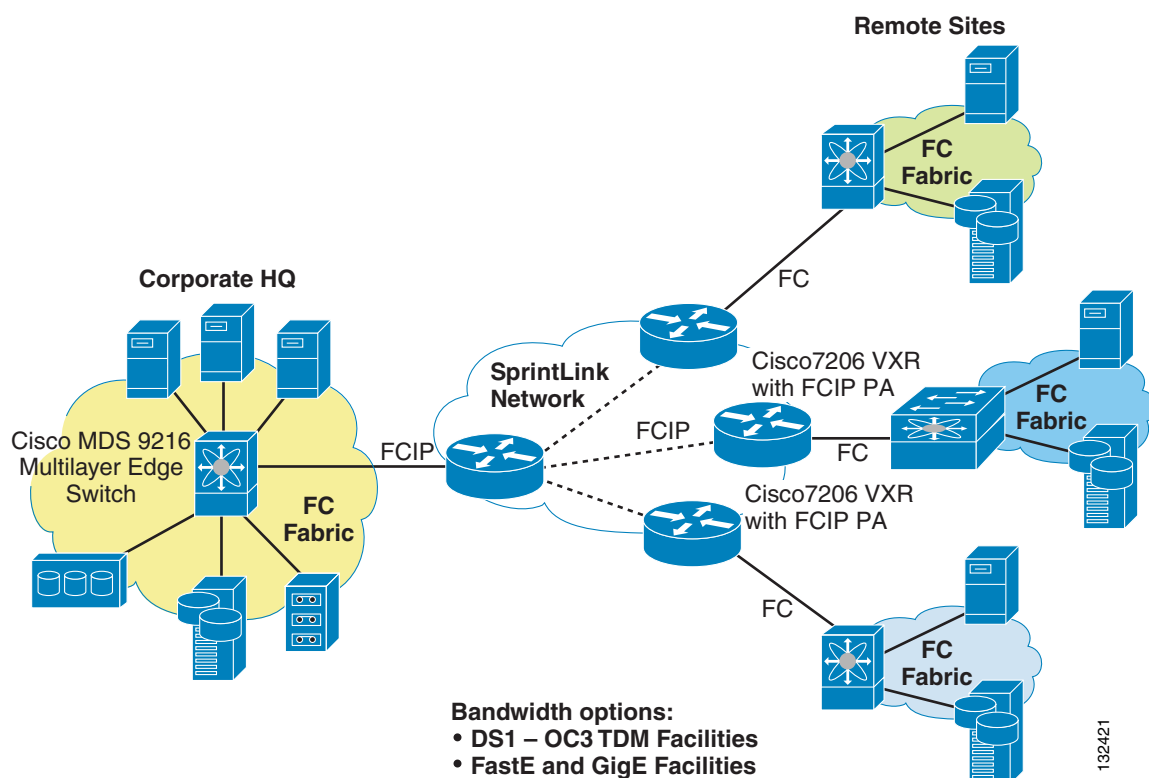 Remote Sites
FC
Fabric
FC
Corporate HQ
Cisco7206 VXR
with FCIP PA
SprintLink
Network
FC
Fabric
Cisco MDS 9216
Multilayer Edge
Switch
FCIP
FCIP
FC
Cisco7206 VXR
with FCIP PA
FC
Fabric
FC
FC
Fabric
Bandwidth options:
• DS1 – OC3 TDM Facilities
• FastE and GigE Facilities
132421